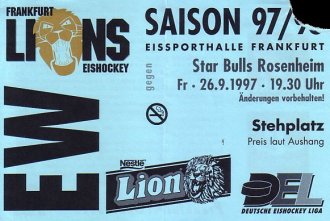 FRANKFURT
LIONS
EISHOCKEY
SAISON 97/98
EISSPORTHALLE FRANKFURT
gegen
Star Bulls Rosenheim
Fr - 26.9.1997 - 19.30 Uhr
Änderungen vorbehalten!
EW
Stehplatz
Preis laut Aushang
Nestlé
Lion
DEL
DEUTSCHE EISHOCKEY LIGA